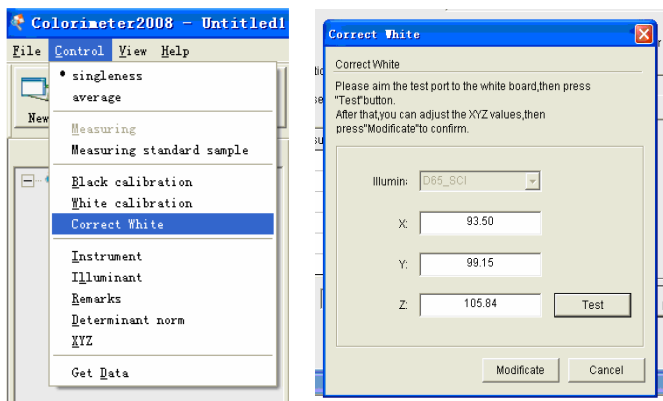 Colorimeter2008 - Untitled1
File Control View Help
singleness
average
New
Measuring
Measuring standard sample
Black calibration
White calibration
Correct White
Instrument
Illuminant
Remarks
Determinant norm
XYZ
Get Data
Correct White
Correct White
Please aim the test port to the white board,then press
"Test"button.
After that,you can adjust the XYZ values,then
press"Modificate"to confirm.
Illumin: D65_SCI
X: 93.50
Y: 99.15
Z: 105.84 Test
Modificate Cancel